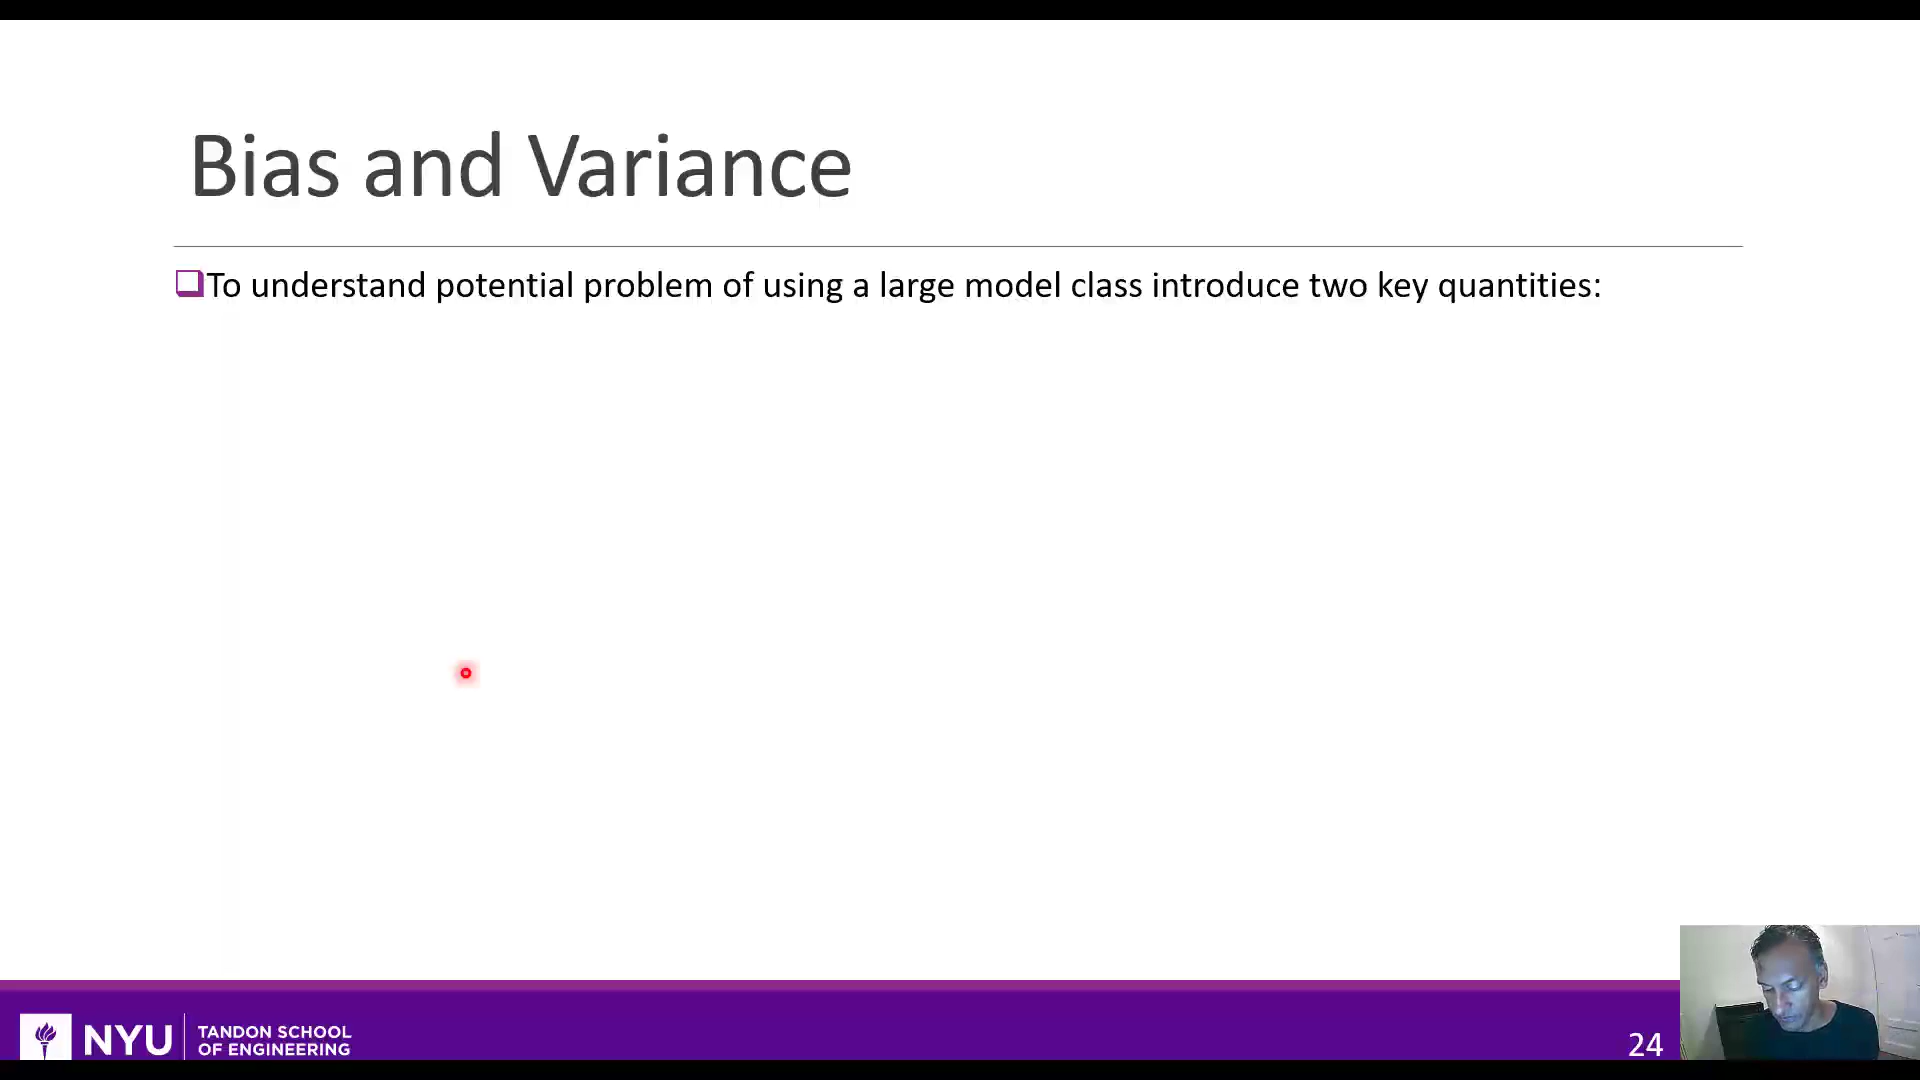 Bias and Variance
To understand potential problem of using a large model class introduce two key quantities:
NYU
TANDON SCHOOL
OF ENGINEERING
24